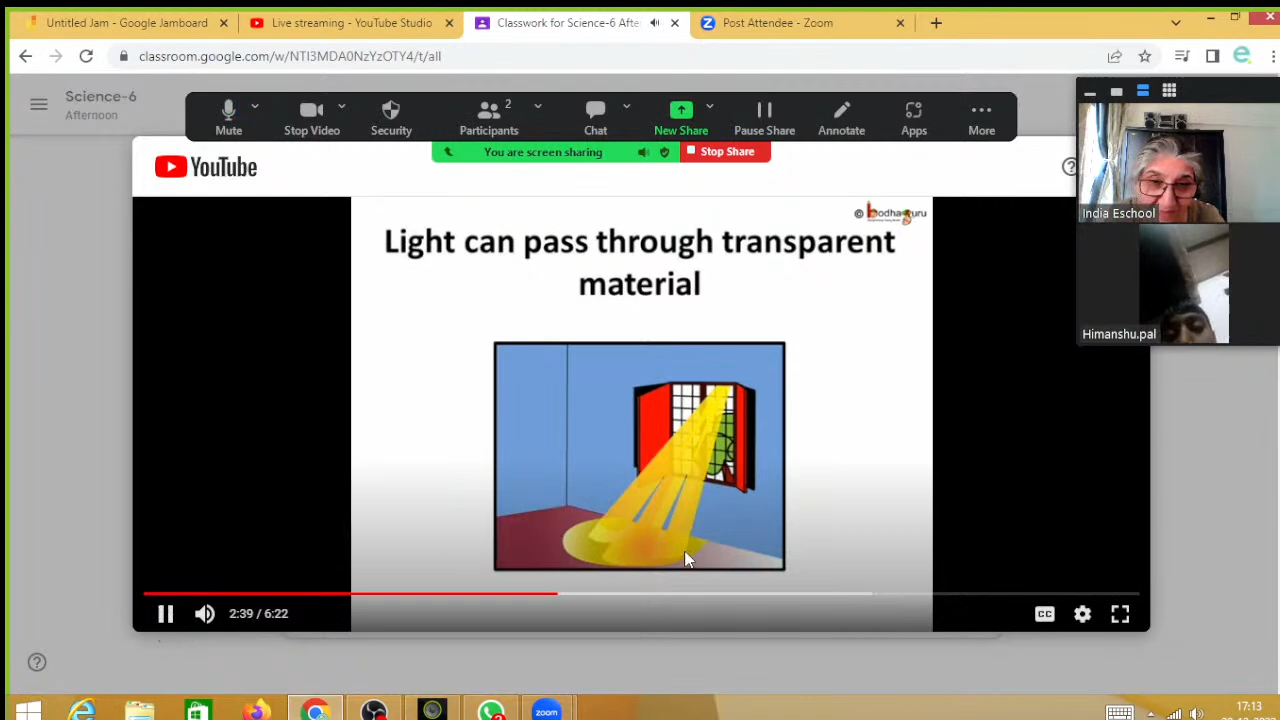 Untitled Jam - Google Jamboard
Live streaming - YouTube Studio
Classwork for Science-6 Afte
Post Attendee - Zoom
classroom.google.com/w/NTI3MDA0NzYzOTY4/t/all
Science-6
Afternoon
Mute
Stop Video
Security
2
Participants
Chat
New Share
Pause Share
Annotate
Apps
More
You are screen sharing
Stop Share
YouTube
India Eschool
Himanshu.pal
© bodhaguru
Light can pass through transparent
material
2:39 / 6:22
CC
zoom
17:13